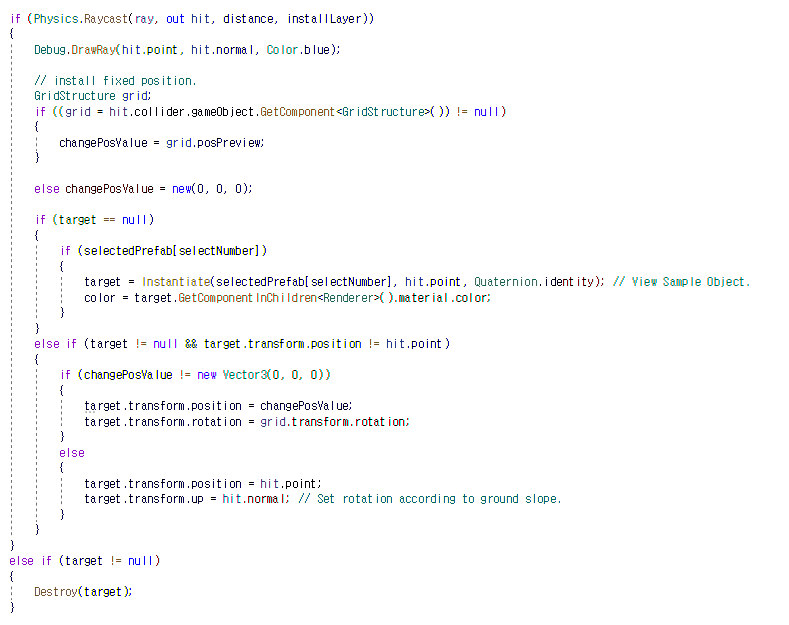 if (Physics.Raycast(ray, out hit, distance, installLayer))
{
Debug.DrawRay(hit.point, hit.normal, Color.blue);
// install fixed position.
GridStructure grid;
if ((grid = hit.collider.gameObject.GetComponent<GridStructure>()) != null)
{
changePosValue = grid.posPreview;
}
else changePosValue = new(0, 0, 0);
if (target == null)
{
if (selectedPrefab[selectNumber])
{
target = Instantiate(selectedPrefab[selectNumber], hit.point, Quaternion.identity); // View Sample Object.
color = target.GetComponentInChildren<Renderer>().material.color;
}
}
else if (target != null && target.transform.position != hit.point)
{
if (changePosValue != new Vector3(0, 0, 0))
{
target.transform.position = changePosValue;
target.transform.rotation = grid.transform.rotation;
}
else
{
target.transform.position = hit.point;
target.transform.up = hit.normal; // Set rotation according to ground slope.
}
}
}
else if (target != null)
{
Destroy(target);
}